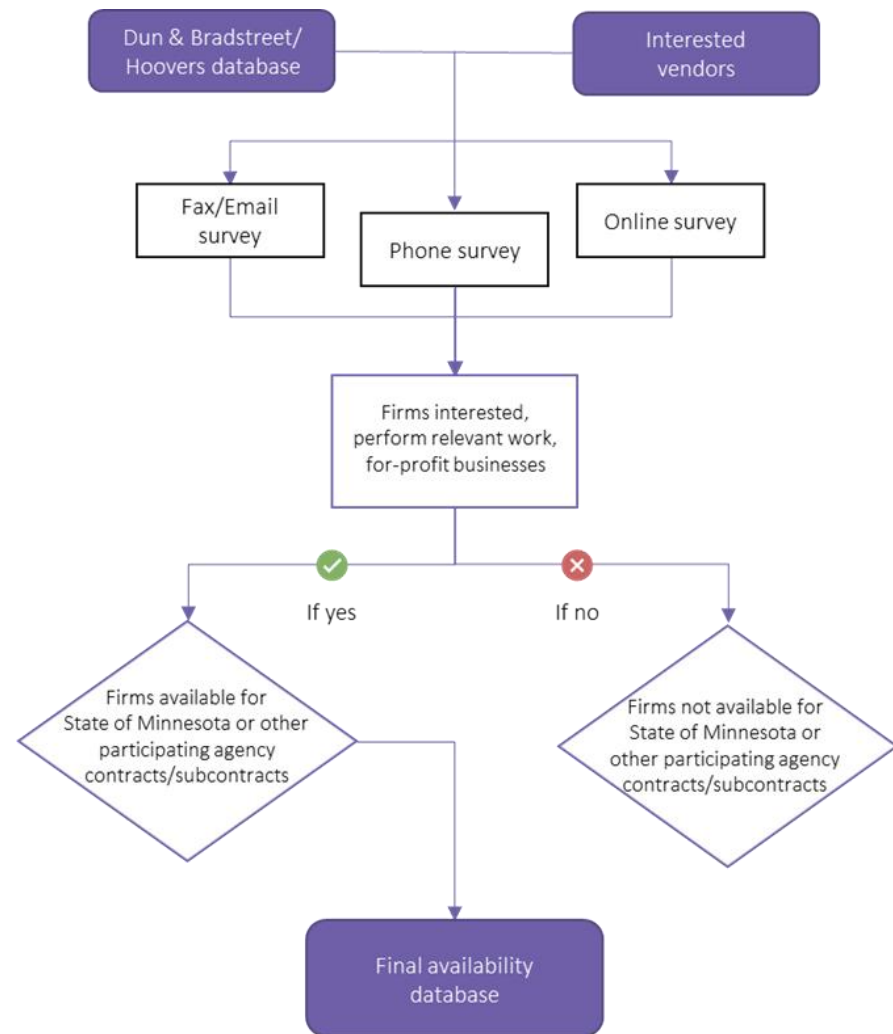 Dun & Bradstreet/
Hoovers database
Interested
vendors
Fax/Email
survey
Phone survey
Online survey
Firms interested,
perform relevant work,
for-profit businesses
If yes
If no
Firms available for
State of Minnesota or other
participating agency
contracts/subcontracts
Firms not available for
State of Minnesota or
other participating agency
contracts/subcontracts
Final availability
database